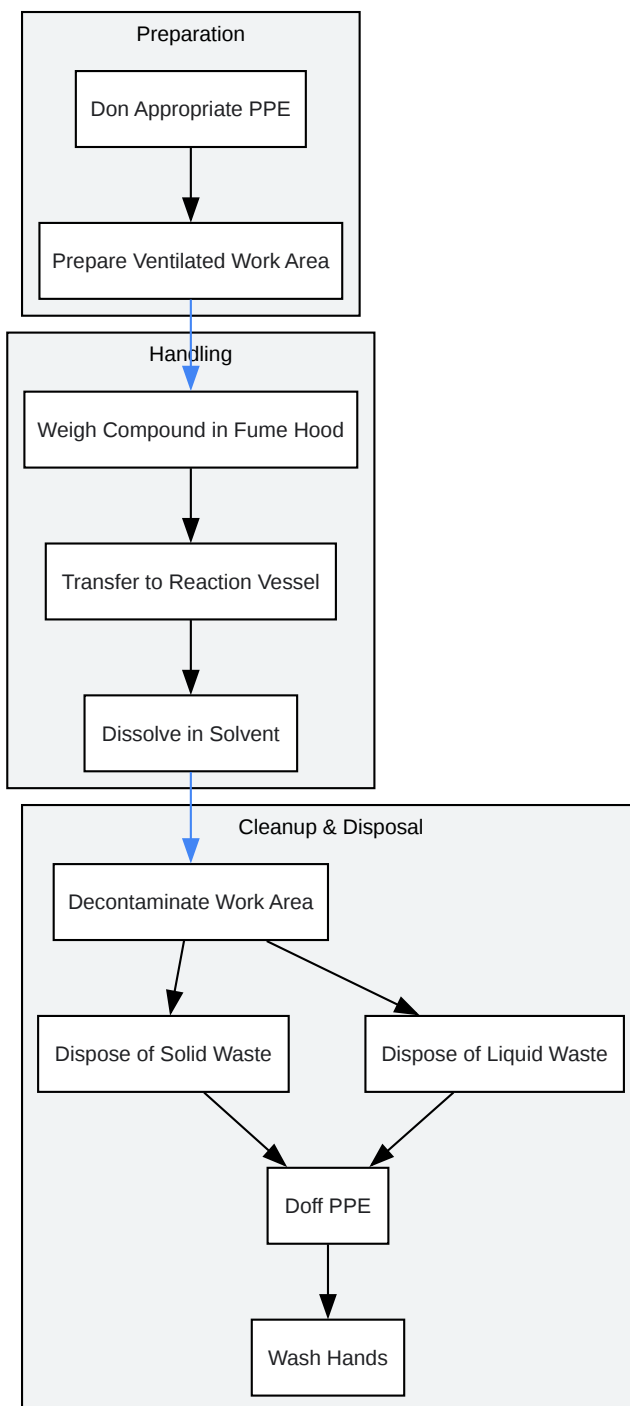 Preparation
Don Appropriate PPE
Prepare Ventilated Work Area
Handling
Weigh Compound in Fume Hood
Transfer to Reaction Vessel
Dissolve in Solvent
Cleanup & Disposal
Decontaminate Work Area
Dispose of Solid Waste
Dispose of Liquid Waste
Doff PPE
Wash Hands